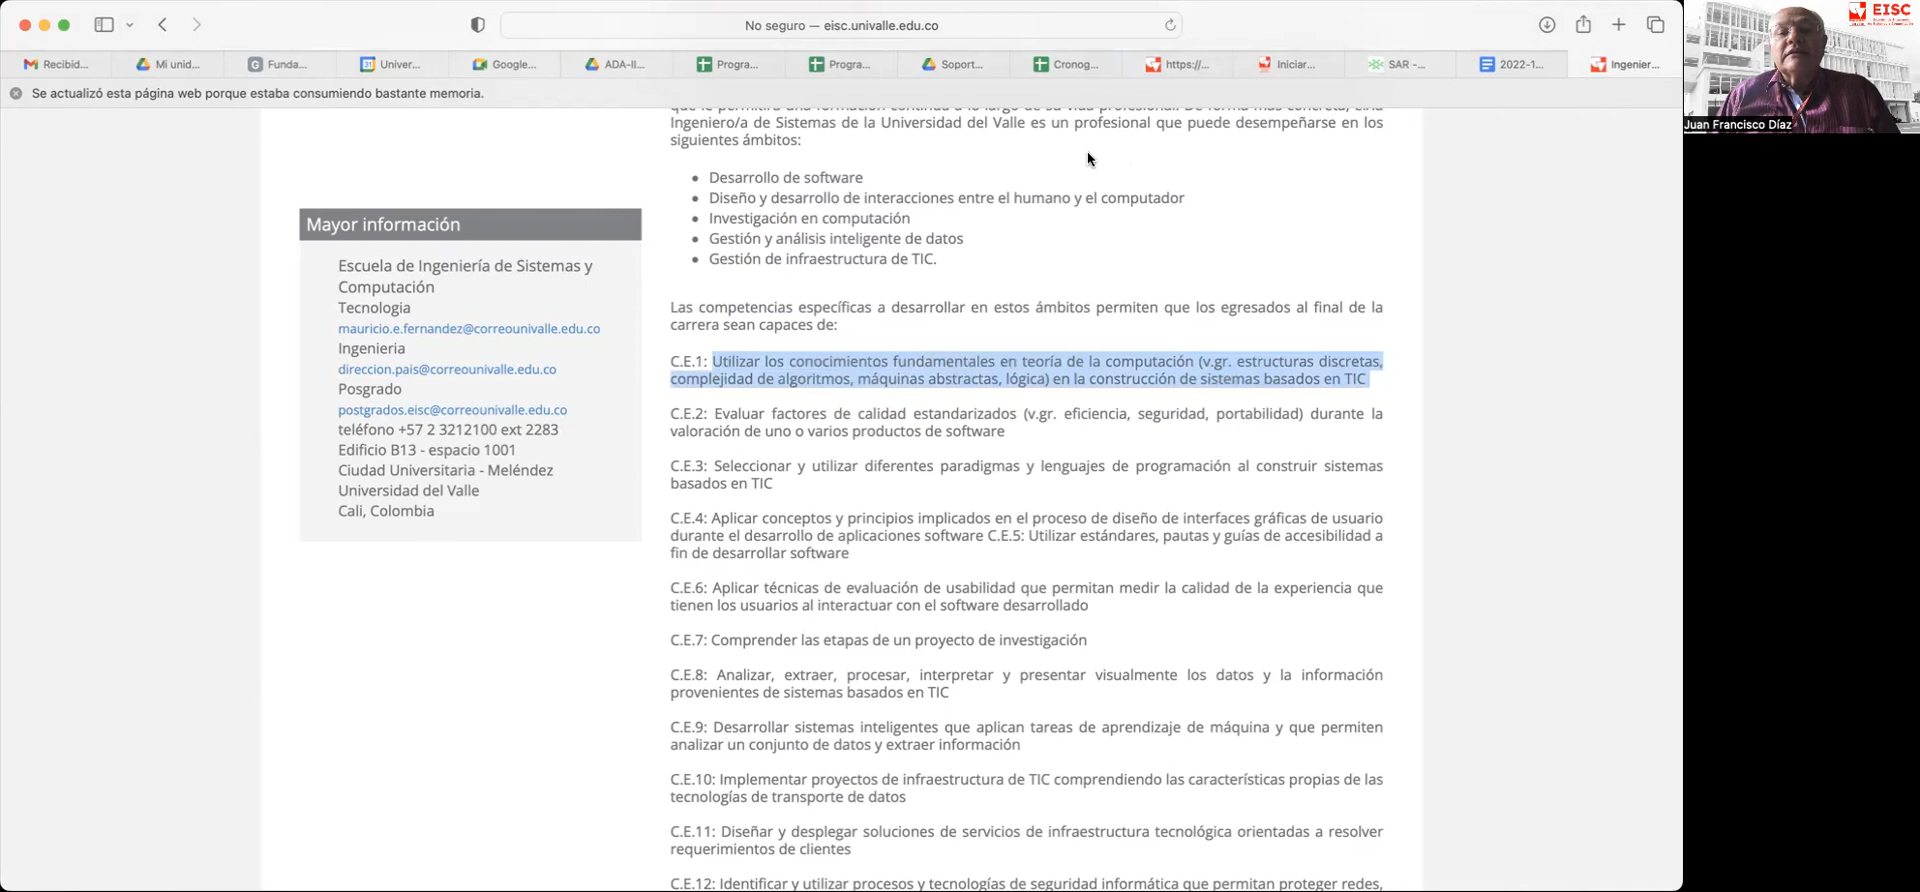 No seguro — eisc.univalle.edu.co
Recibid...
Mi unid...
Funda...
Univer...
Google...
ADA-II...
Progra...
Progra...
Soport...
Cronog...
https://...
Iniciar...
SAR -...
2022-1...
Ingenier...
Se actualizó esta página web porque estaba consumiendo bastante memoria.
EISC
Juan Francisco Díaz
que le permitirá una formación continua a lo largo de su vida profesional. De forma más concreta, el/la
Ingeniero/a de Sistemas de la Universidad del Valle es un profesional que puede desempeñarse en los
siguientes ámbitos:
• Desarrollo de software
• Diseño y desarrollo de interacciones entre el humano y el computador
• Investigación en computación
• Gestión y análisis inteligente de datos
• Gestión de infraestructura de TIC.
Mayor información
Escuela de Ingeniería de Sistemas y
Computación
Tecnologia
mauricio.e.fernandez@correounivalle.edu.co
Ingenieria
direccion.pais@correounivalle.edu.co
Posgrado
postgrados.eisc@correounivalle.edu.co
teléfono +57 2 3212100 ext 2283
Edificio B13 - espacio 1001
Ciudad Universitaria - Meléndez
Universidad del Valle
Cali, Colombia
Las competencias específicas a desarrollar en estos ámbitos permiten que los egresados al final de la
carrera sean capaces de:
C.E.1: Utilizar los conocimientos fundamentales en teoría de la computación (v.gr. estructuras discretas,
complejidad de algoritmos, máquinas abstractas, lógica) en la construcción de sistemas basados en TIC
C.E.2: Evaluar factores de calidad estandarizados (v.gr. eficiencia, seguridad, portabilidad) durante la
valoración de uno o varios productos de software
C.E.3: Seleccionar y utilizar diferentes paradigmas y lenguajes de programación al construir sistemas
basados en TIC
C.E.4: Aplicar conceptos y principios implicados en el proceso de diseño de interfaces gráficas de usuario
durante el desarrollo de aplicaciones software C.E.5: Utilizar estándares, pautas y guías de accesibilidad a
fin de desarrollar software
C.E.6: Aplicar técnicas de evaluación de usabilidad que permitan medir la calidad de la experiencia que
tienen los usuarios al interactuar con el software desarrollado
C.E.7: Comprender las etapas de un proyecto de investigación
C.E.8: Analizar, extraer, procesar, interpretar y presentar visualmente los datos y la información
provenientes de sistemas basados en TIC
C.E.9: Desarrollar sistemas inteligentes que aplican tareas de aprendizaje de máquina y que permiten
analizar un conjunto de datos y extraer información
C.E.10: Implementar proyectos de infraestructura de TIC comprendiendo las características propias de las
tecnologías de transporte de datos
C.E.11: Diseñar y desplegar soluciones de servicios de infraestructura tecnológica orientadas a resolver
requerimientos de clientes
C.E.12: Identificar y utilizar procesos y tecnologías de seguridad informática que permitan proteger redes,